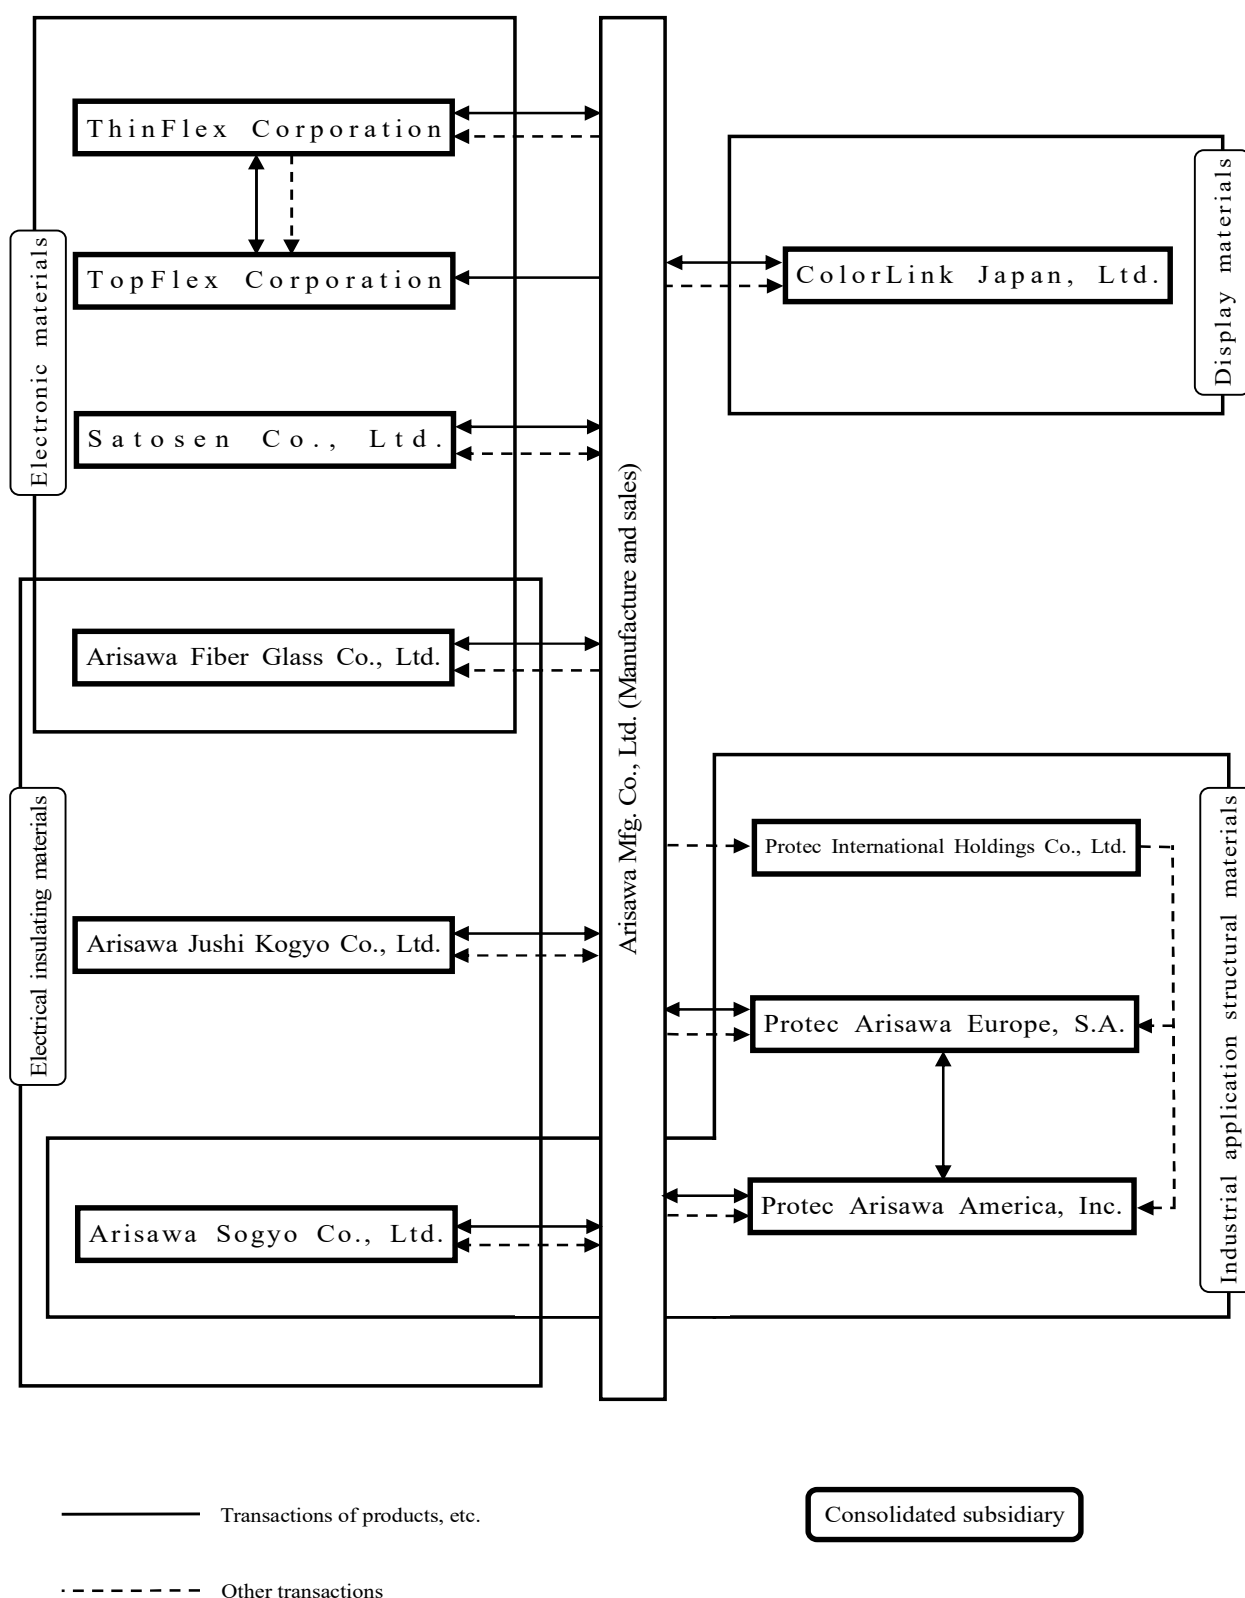 ThinFlex Corporation
TopFlex Corporation
Satosen Co., Ltd.
Electronic materials
Arisawa Fiber Glass Co., Ltd.
Arisawa Jushi Kogyo Co., Ltd.
Electrical insulating materials
Arisawa Sogyo Co., Ltd.
Arisawa Mfg. Co., Ltd. (Manufacture and sales)
ColorLink Japan, Ltd.
Display materials
Protec International Holdings Co., Ltd.
Protec Arisawa Europe, S.A.
Protec Arisawa America, Inc.
Industrial application structural materials
Transactions of products, etc.
Consolidated subsidiary
Other transactions